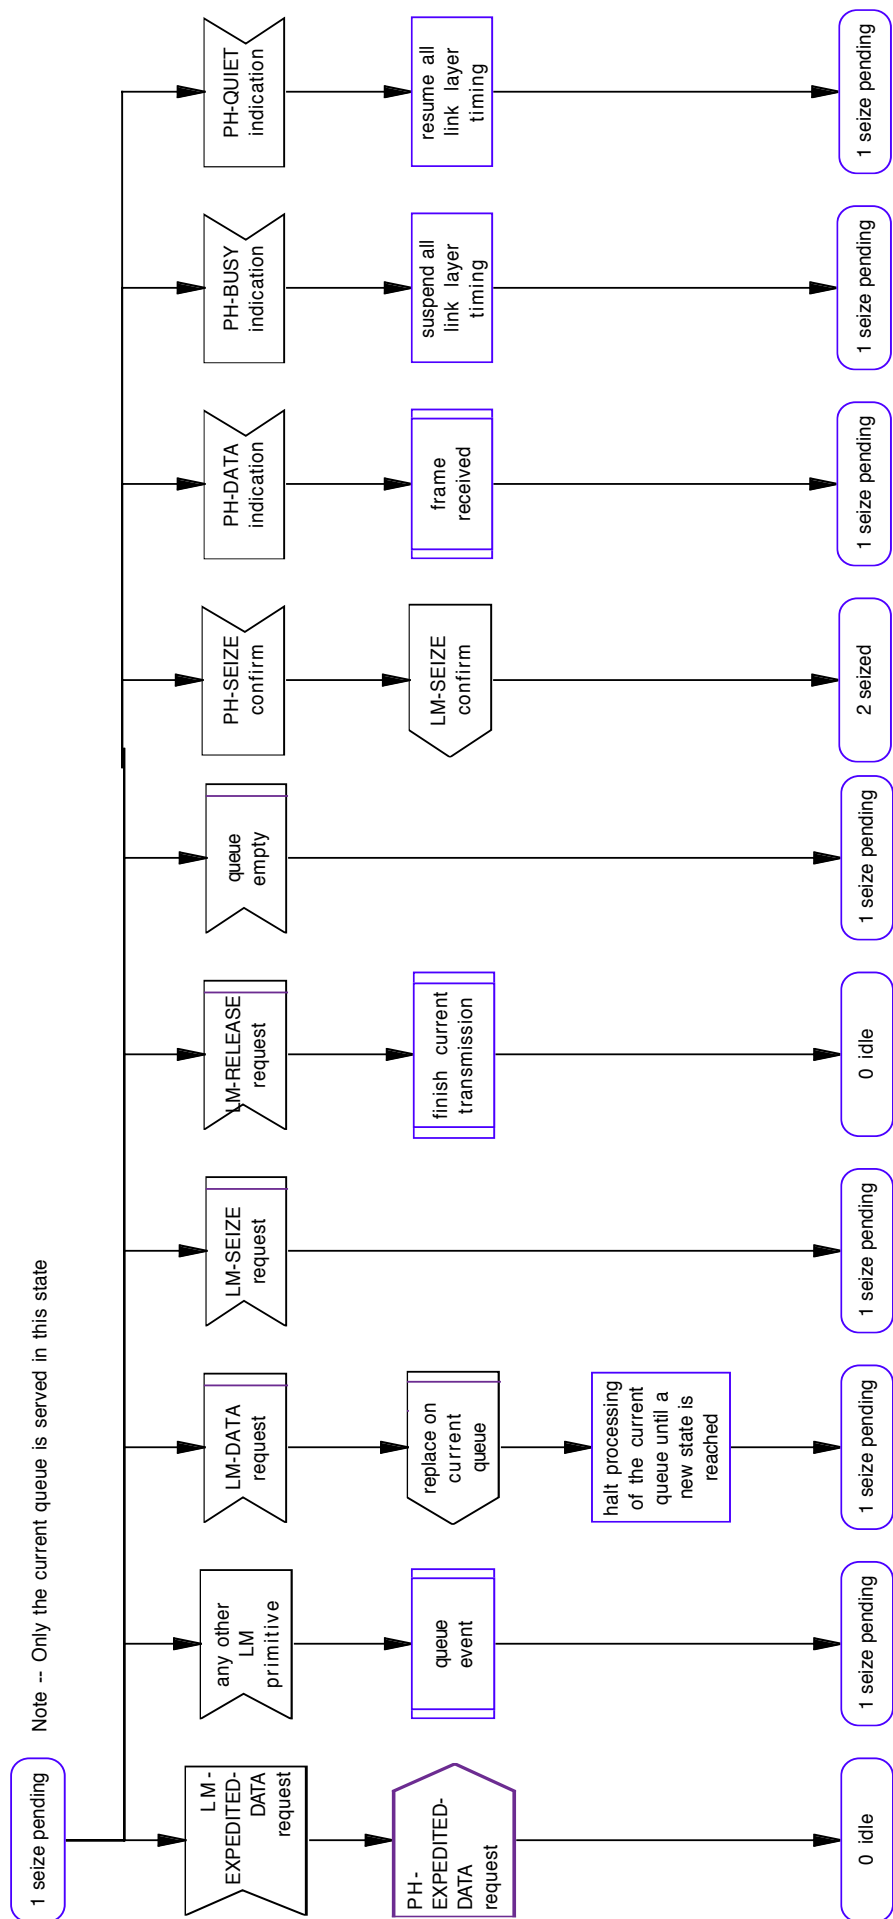 1 seize pending
Note -- Only the current queue is served in this state
LM-
EXPEDITED-
DATA
request
PH-
EXPEDITED-
DATA
request
0 idle
any other
LM
primitive
queue
event
1 seize pending
LM-DATA
request
replace on
current
queue
halt processing
of the current
queue until a
new state is
reached
1 seize pending
LM-SEIZE
request
1 seize pending
LM-RELEASE
request
finish current
transmission
0 idle
queue
empty
1 seize pending
PH-SEIZE
confirm
LM-SEIZE
confirm
2 seized
PH-DATA
indication
frame
received
1 seize pending
PH-BUSY
indication
suspend all
link layer
timing
1 seize pending
PH-QUIET
indication
resume all
link layer
timing
1 seize pending